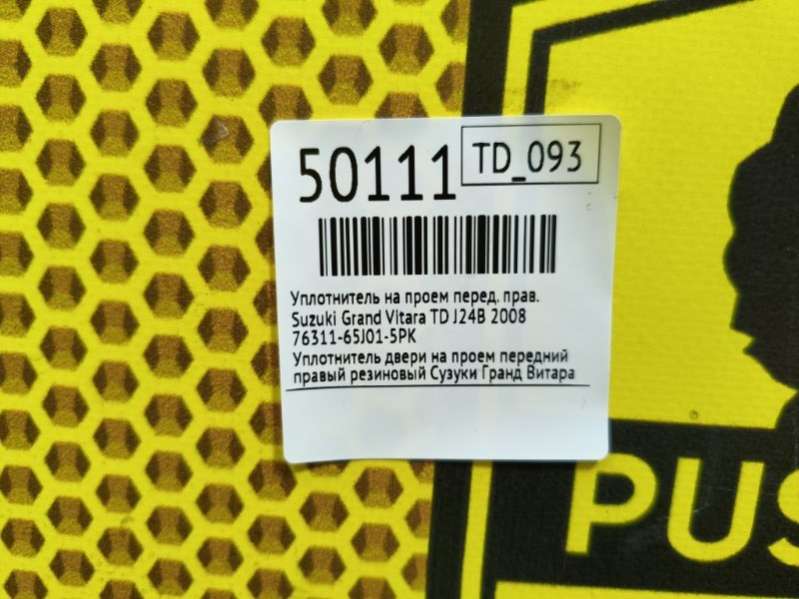 50111
TD_093
Уплотнитель на проем перед. прав.
Suzuki Grand Vitara TD J24B 2008
76311-65J01-5PK
Уплотнитель двери на проем передний
правый резиновый Сузуки Гранд Витара
PUS